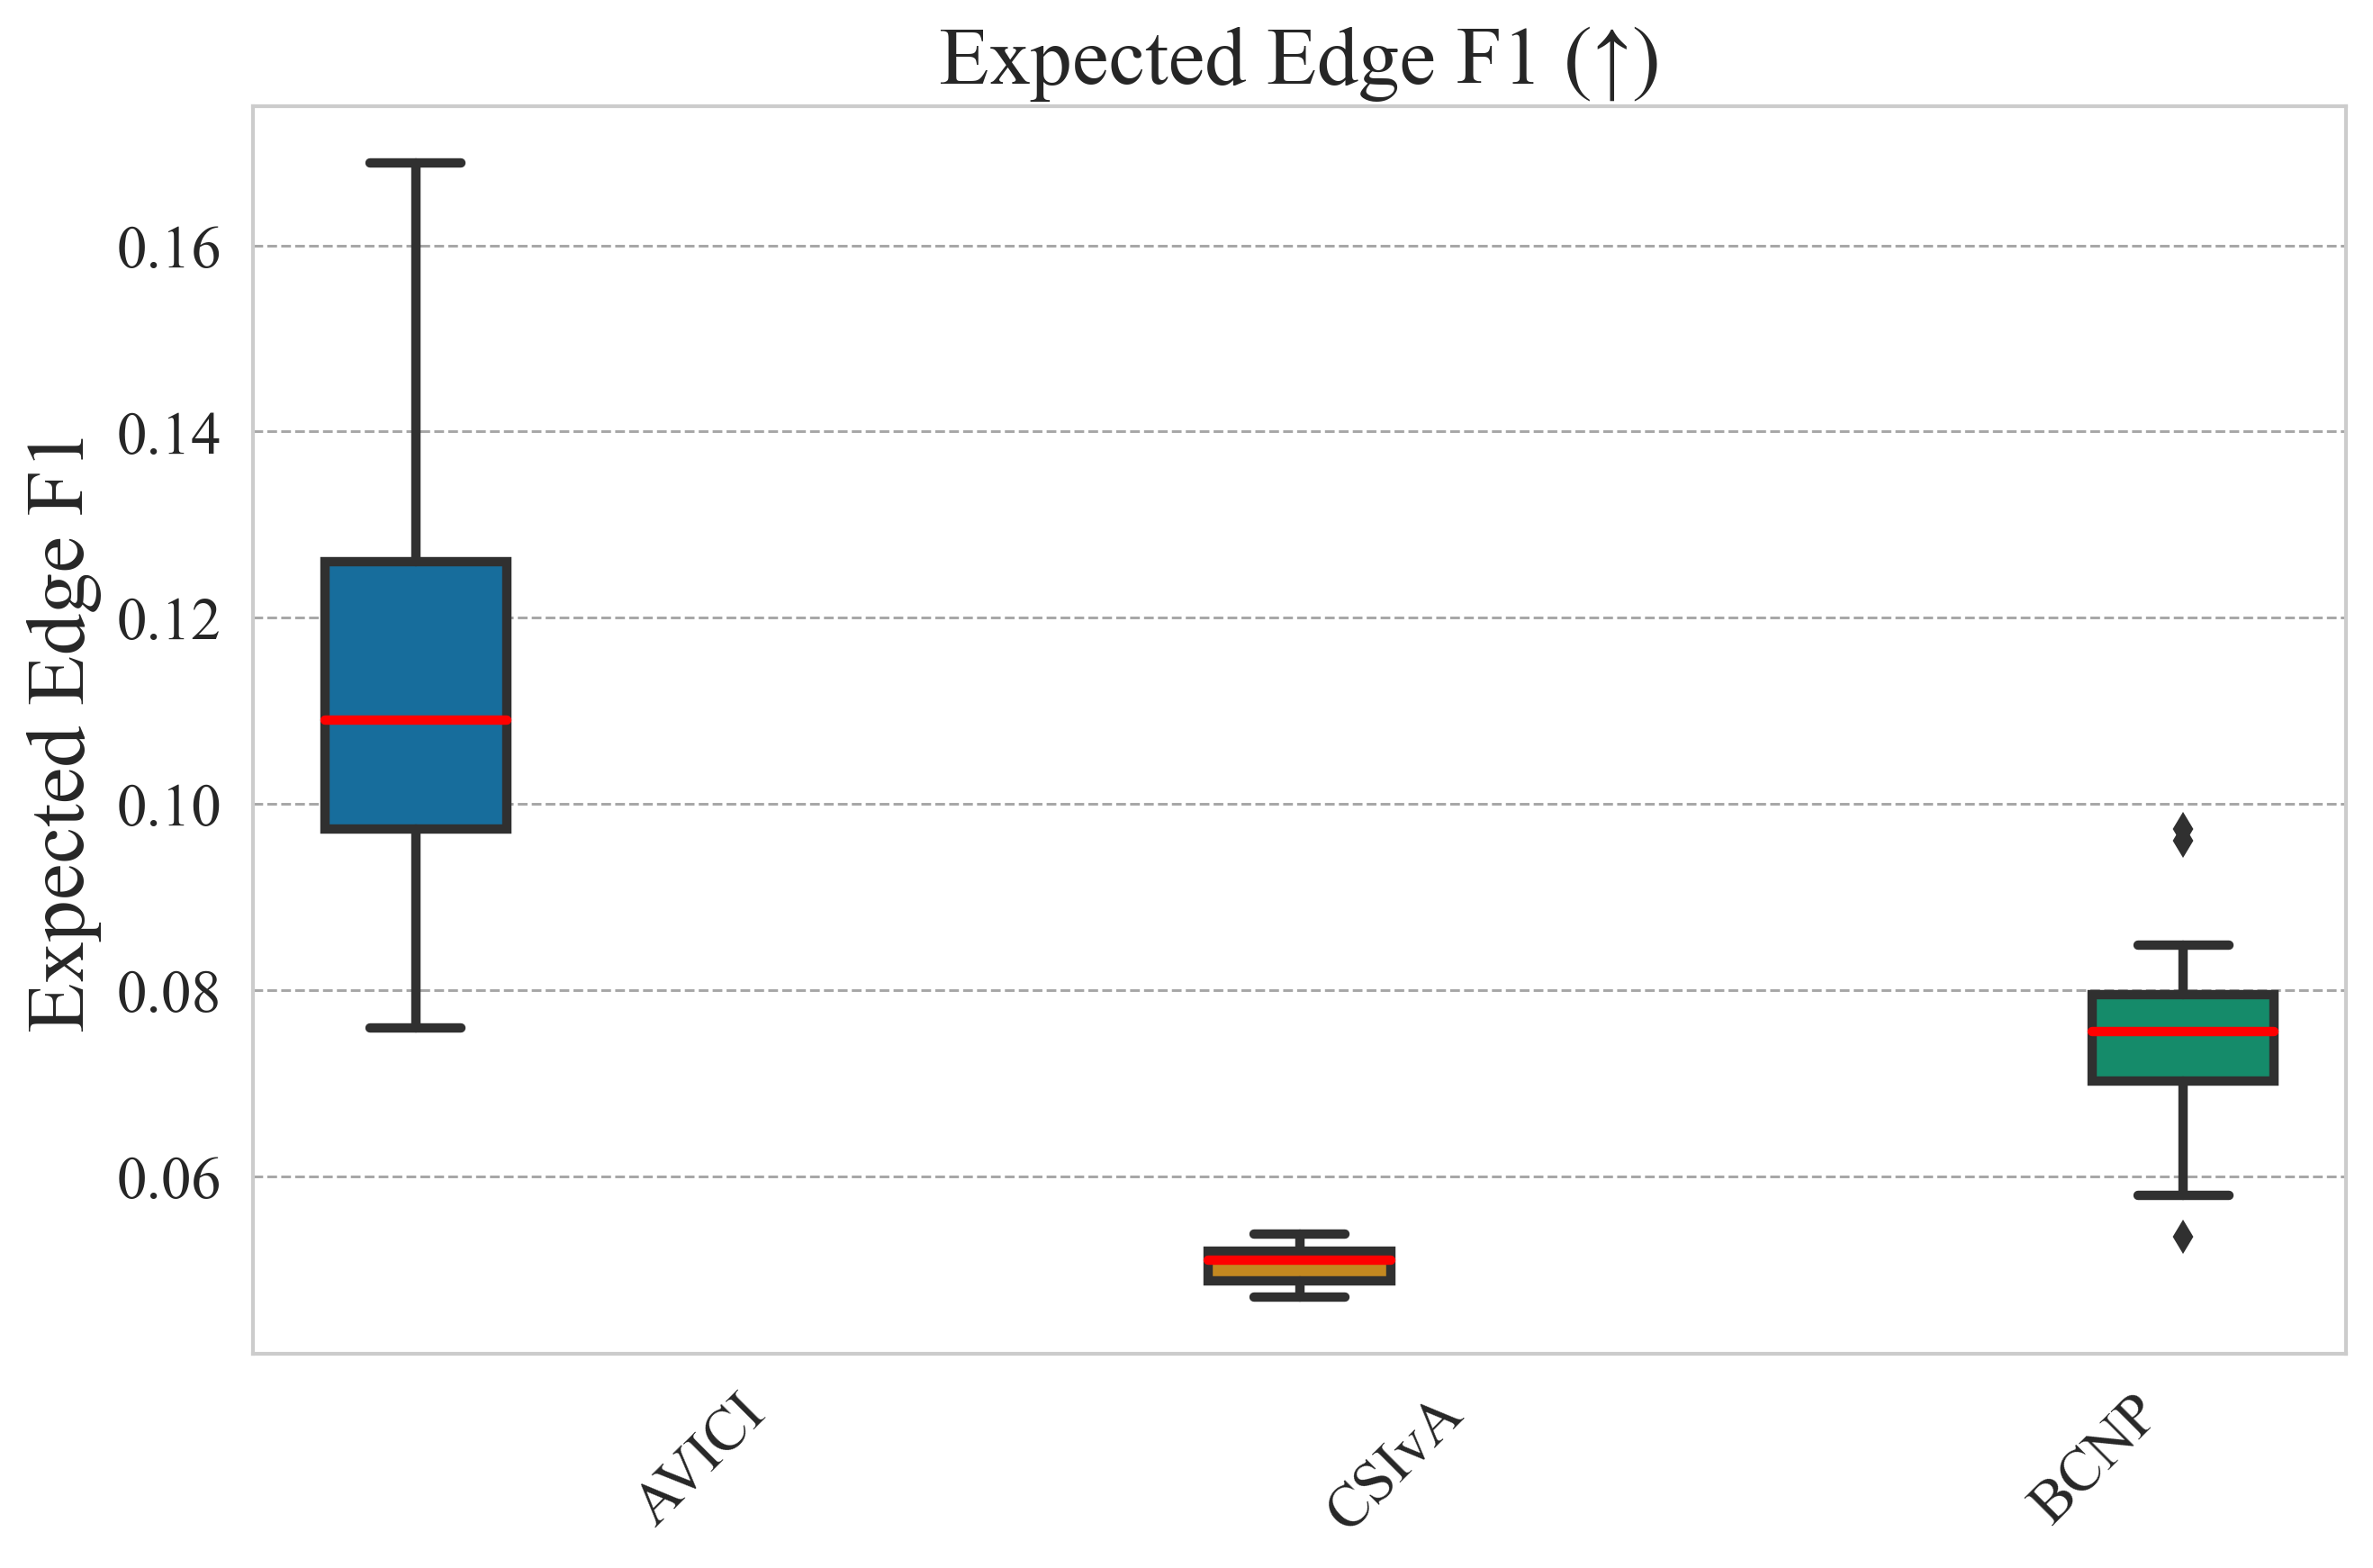 Expected Edge F1 (↑)
Expected Edge F1
0.16
0.14
0.12
0.10
0.08
0.06
AVICI
CSIvA
BCNP